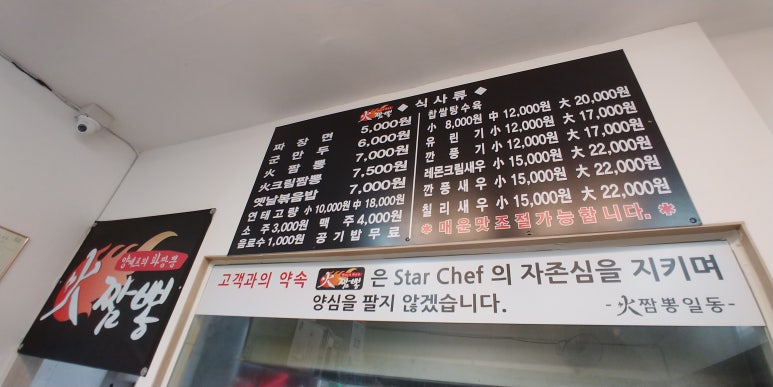 火짬뽕 ◆ 식사류 ◆
짜장면 5,000원
군만두 6,000원
火짬뽕 7,000원
火크림짬뽕 7,500원
옛날볶음밥 7,000원
연태고량 小10,000원 中18,000원
소주3,000원 맥주4,000원
음료수1,000원 공기밥무료
찹쌀탕수육
小 8,000원 中 12,000원 大 20,000원
유린기 小 12,000원 大 17,000원
깐풍기 小 12,000원 大 17,000원
레몬크림새우 小 15,000원 大 22,000원
깐풍새우 小 15,000원 大 22,000원
칠리새우 小 15,000원 大 22,000원
※ 매운맛조절가능합니다. ※
火짬뽕
고객과의 약속 火짬뽕은 Star Chef의 자존심을 지키며
양심을 팔지 않겠습니다.
-火짬뽕일동-